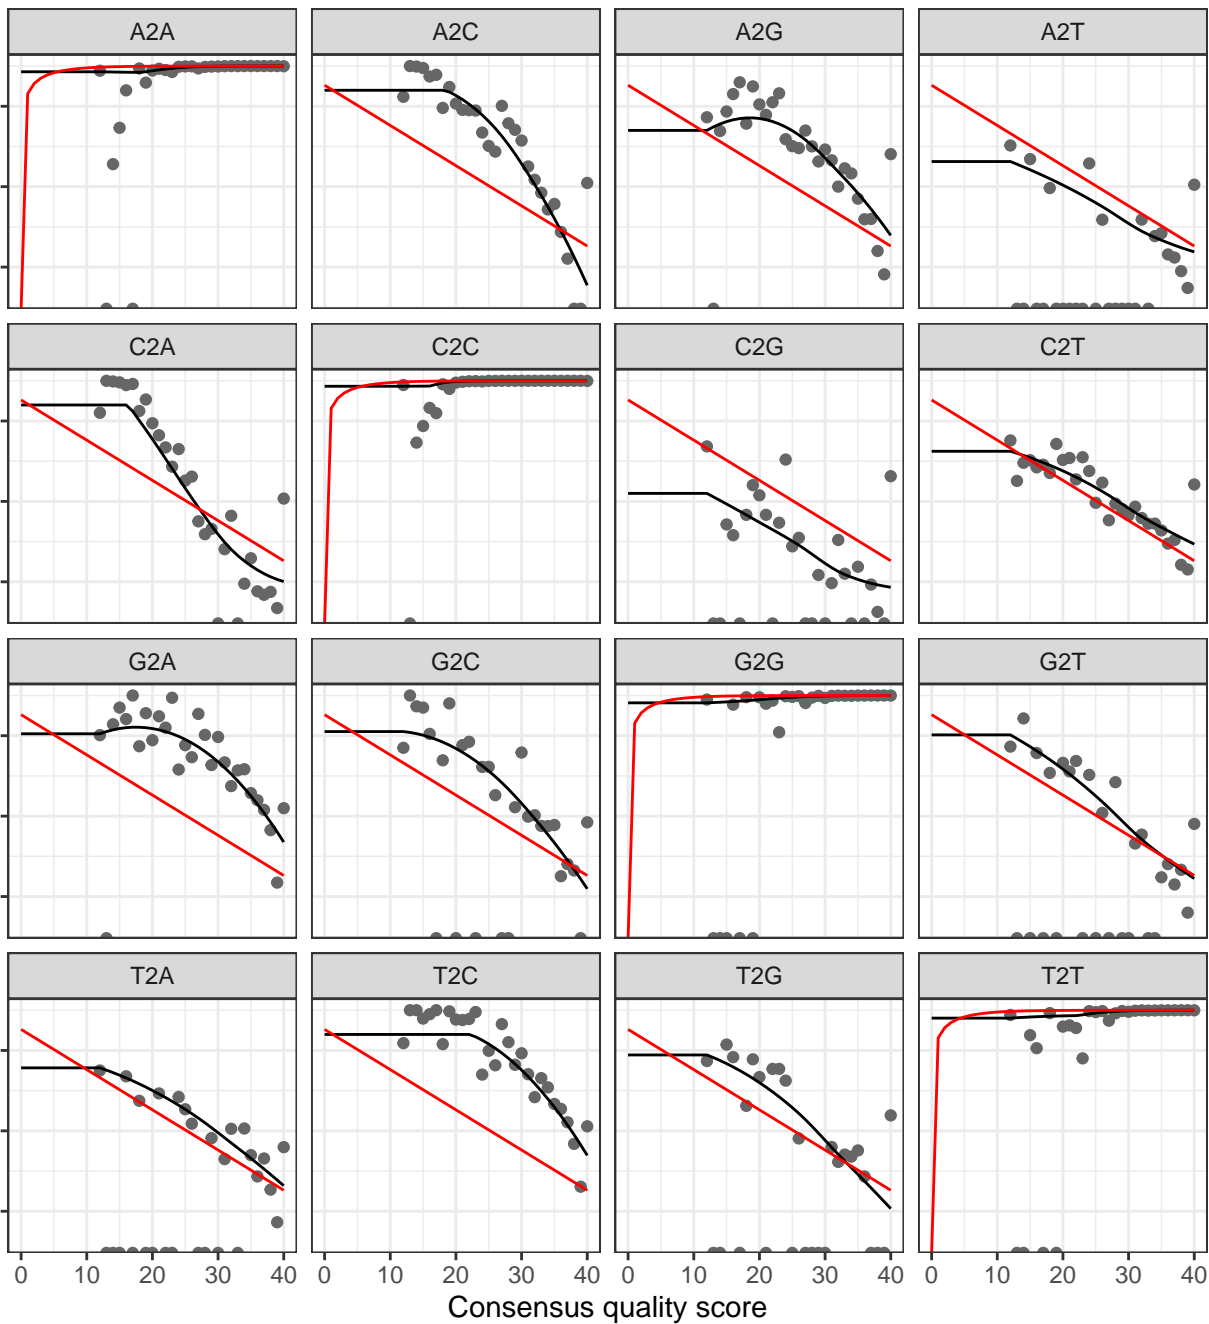 A2A A2C A2G A2T
C2A C2C C2G C2T
G2A G2C G2G G2T
T2A T2C T2G T2T
0 10 20 30 40 0 10 20 30 40 0 10 20 30 40 0 10 20 30 40
Consensus quality score